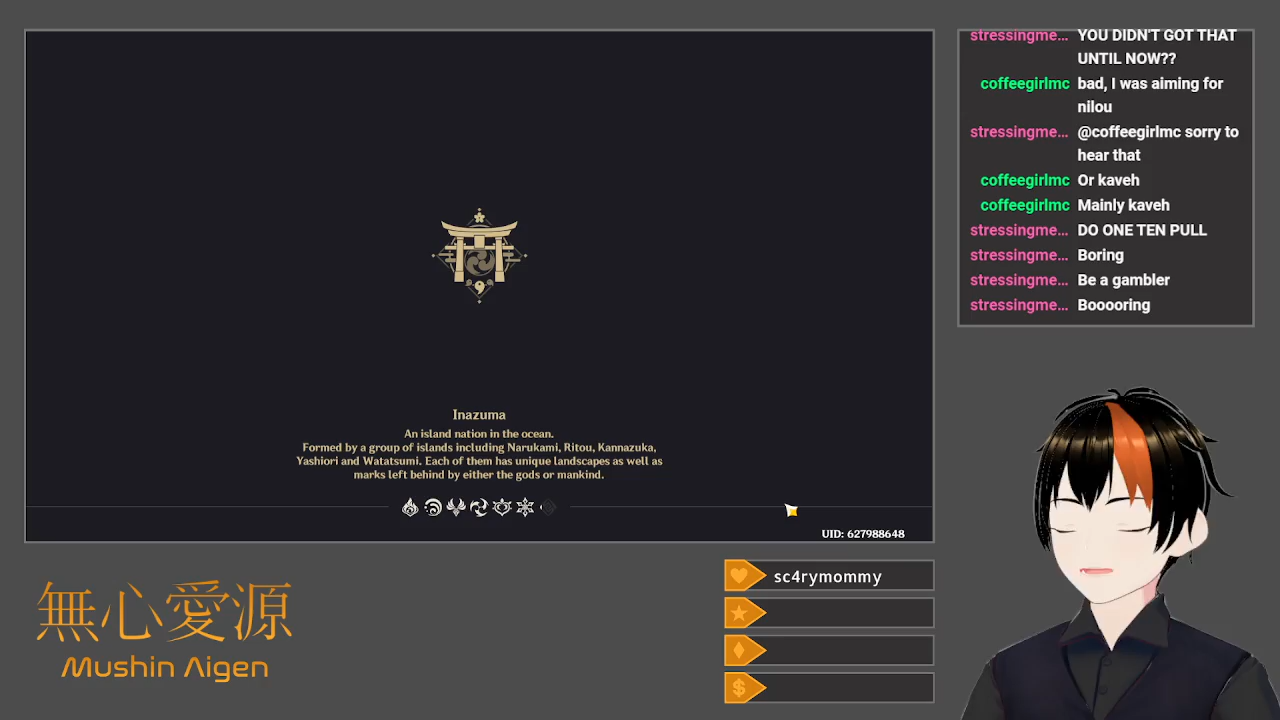 stressingme... YOU DIDN'T GOT THAT
UNTIL NOW??
coffeegirlmc bad, I was aiming for
nilou
stressingme... @coffeegirlmc sorry to
hear that
coffeegirlmc Or kaveh
coffeegirlmc Mainly kaveh
stressingme... DO ONE TEN PULL
stressingme... Boring
stressingme... Be a gambler
stressingme... Booooring
Inazuma
An island nation in the ocean.
Formed by a group of islands including Narukami, Ritou, Kannazuka,
Yashiori and Watatsumi. Each of them has unique landscapes as well as
marks left behind by either the gods or mankind.
UID: 627988648
sc4rymommy
$
無心愛源
Mushin Aigen